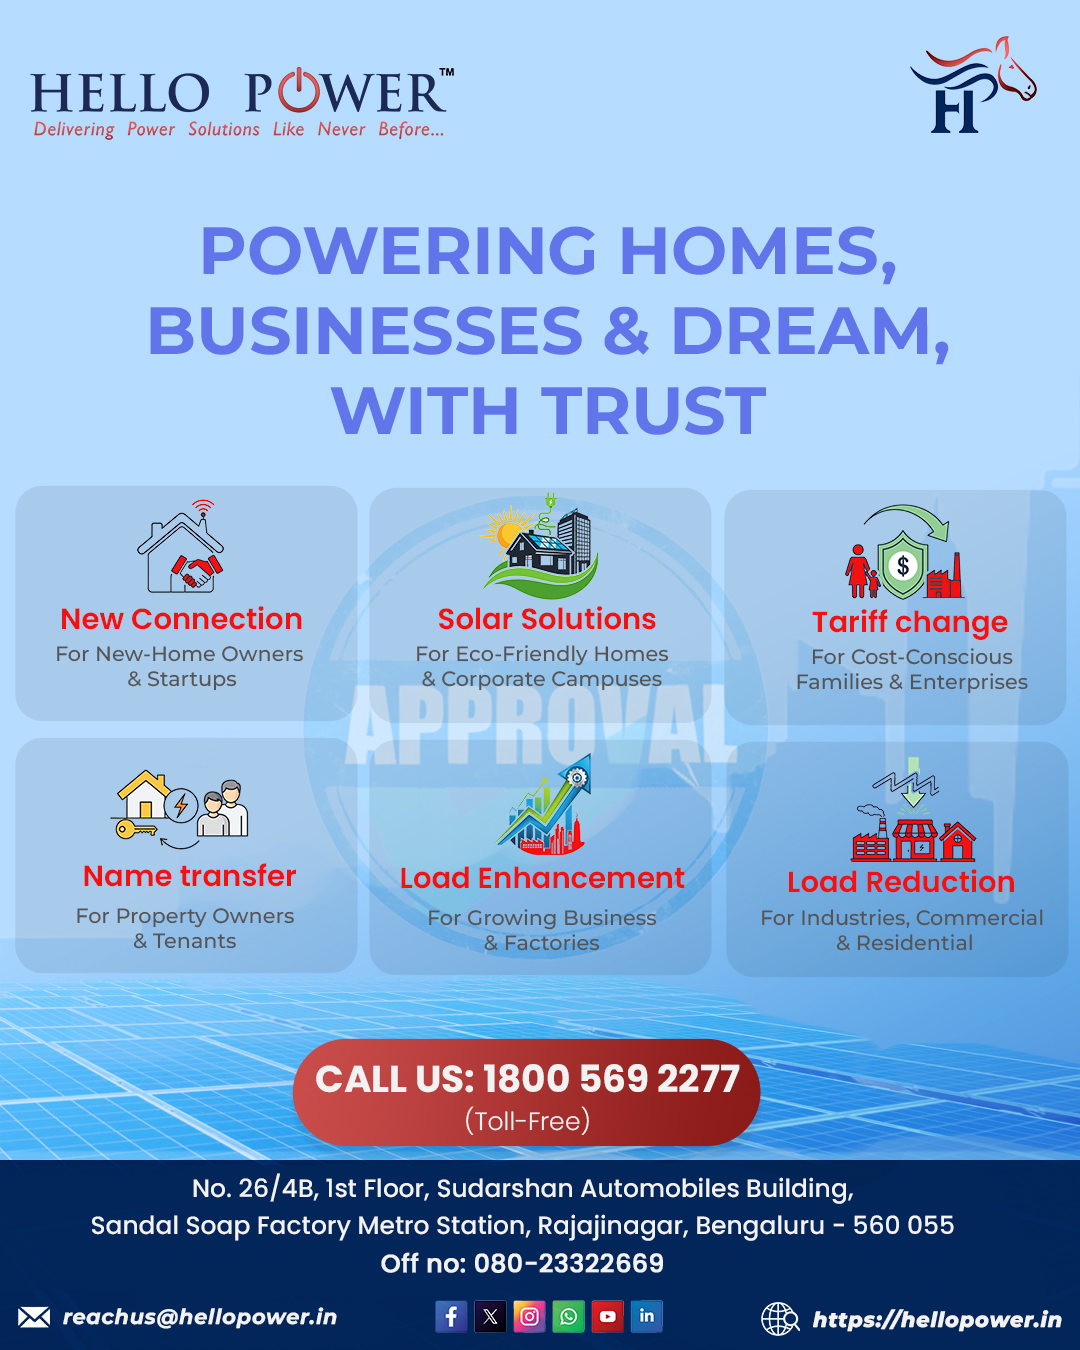 HELLO POWER™
Delivering Power Solutions Like Never Before...
H
POWERING HOMES,
BUSINESSES & DREAM,
WITH TRUST
New Connection
For New-Home Owners
& Startups
Solar Solutions
For Eco-Friendly Homes
& Corporate Campuses
$
Tariff change
For Cost-Conscious
Families & Enterprises
APPROVAL
Name transfer
For Property Owners
& Tenants
Load Enhancement
For Growing Business
& Factories
Load Reduction
For Industries, Commercial
& Residential
CALL US: 1800 569 2277
(Toll-Free)
No. 26/4B, 1st Floor, Sudarshan Automobiles Building,
Sandal Soap Factory Metro Station, Rajajinagar, Bengaluru - 560 055
Off no: 080-23322669
reachus@hellopower.in
https://hellopower.in